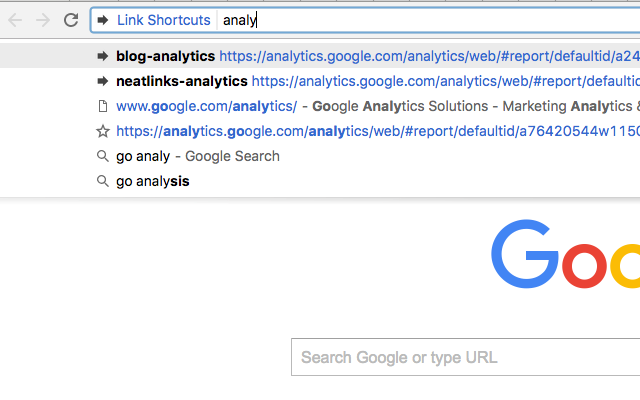 Link Shortcuts analy
blog-analytics https://analytics.google.com/analytics/web/#report/defaultid/a24
neatlinks-analytics https://analytics.google.com/analytics/web/#report/defaultid
www.google.com/analytics/ - Google Analytics Solutions - Marketing Analytics &
https://analytics.google.com/analytics/web/#report/defaultid/a76420544w1150
go analy - Google Search
go analysis
Goo
Search Google or type URL